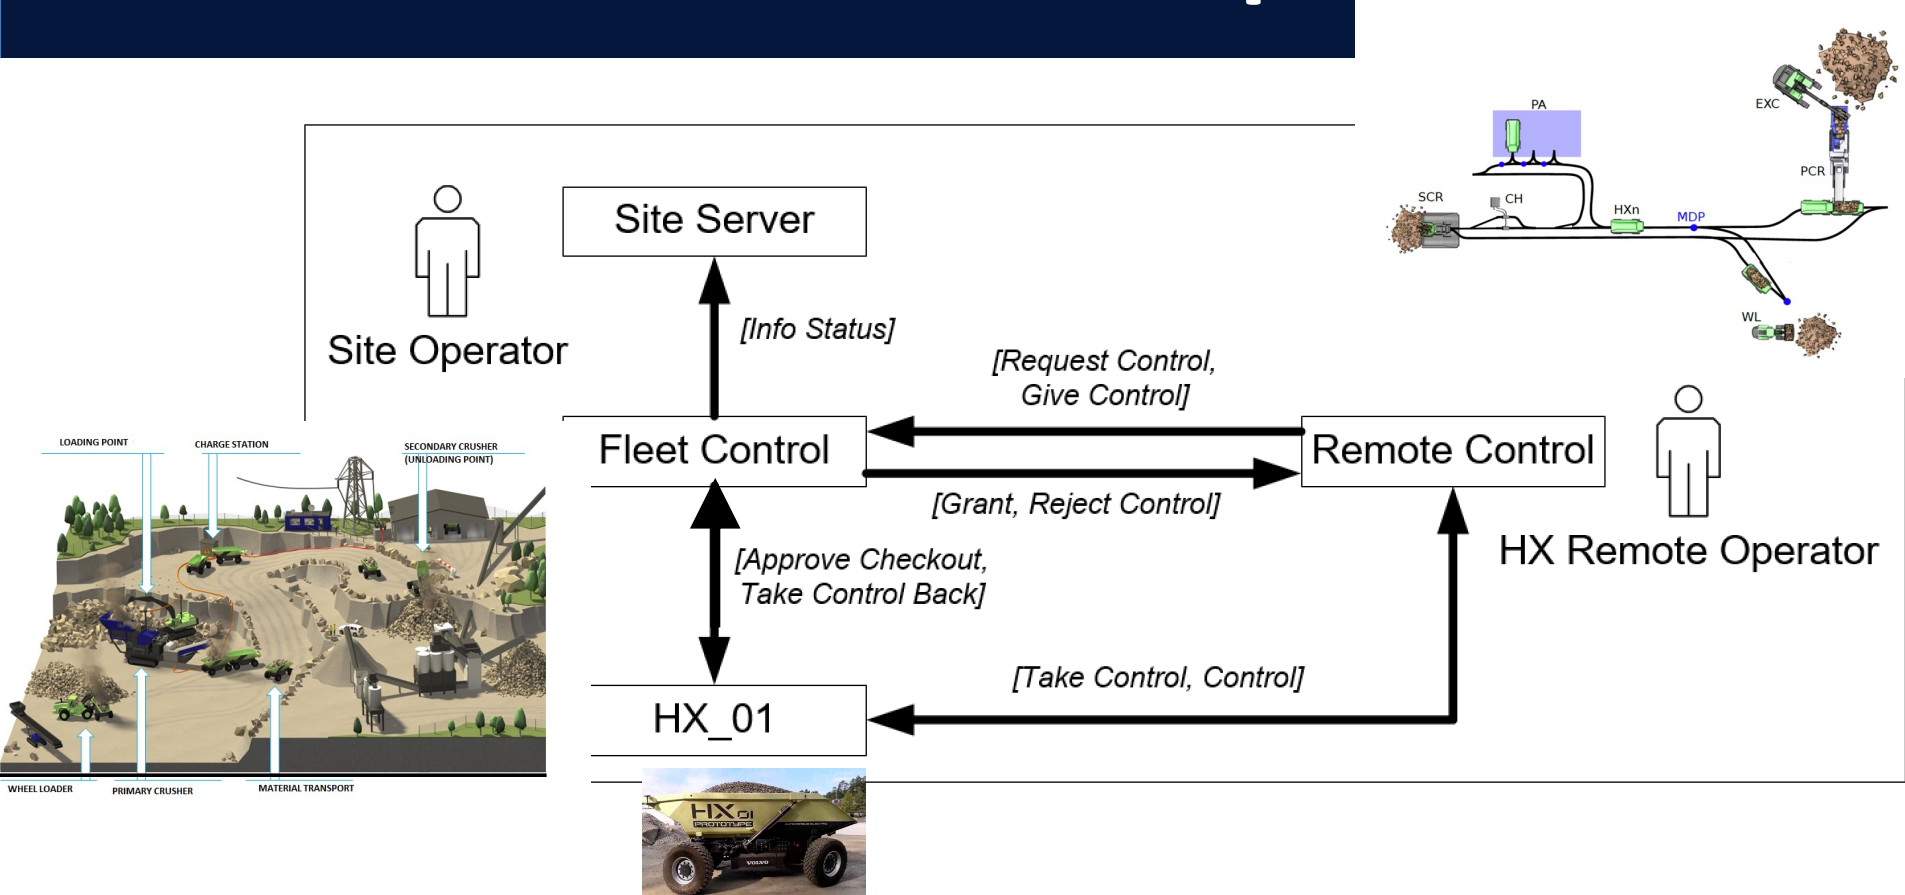 PA
EXC
PCR
SCR
CH
HXn
MDP
WL
Site Server
Site Operator
[Info Status]
[Request Control,
Give Control]
Fleet Control
Remote Control
[Grant, Reject Control]
HX Remote Operator
[Approve Checkout,
Take Control Back]
[Take Control, Control]
HX_01
LOADING POINT
CHARGE STATION
SECONDARY CRUSHER
(UNLOADING POINT)
WHEEL LOADER
PRIMARY CRUSHER
MATERIAL TRANSPORT
HX 01
PROTOTYPE
VOLVO